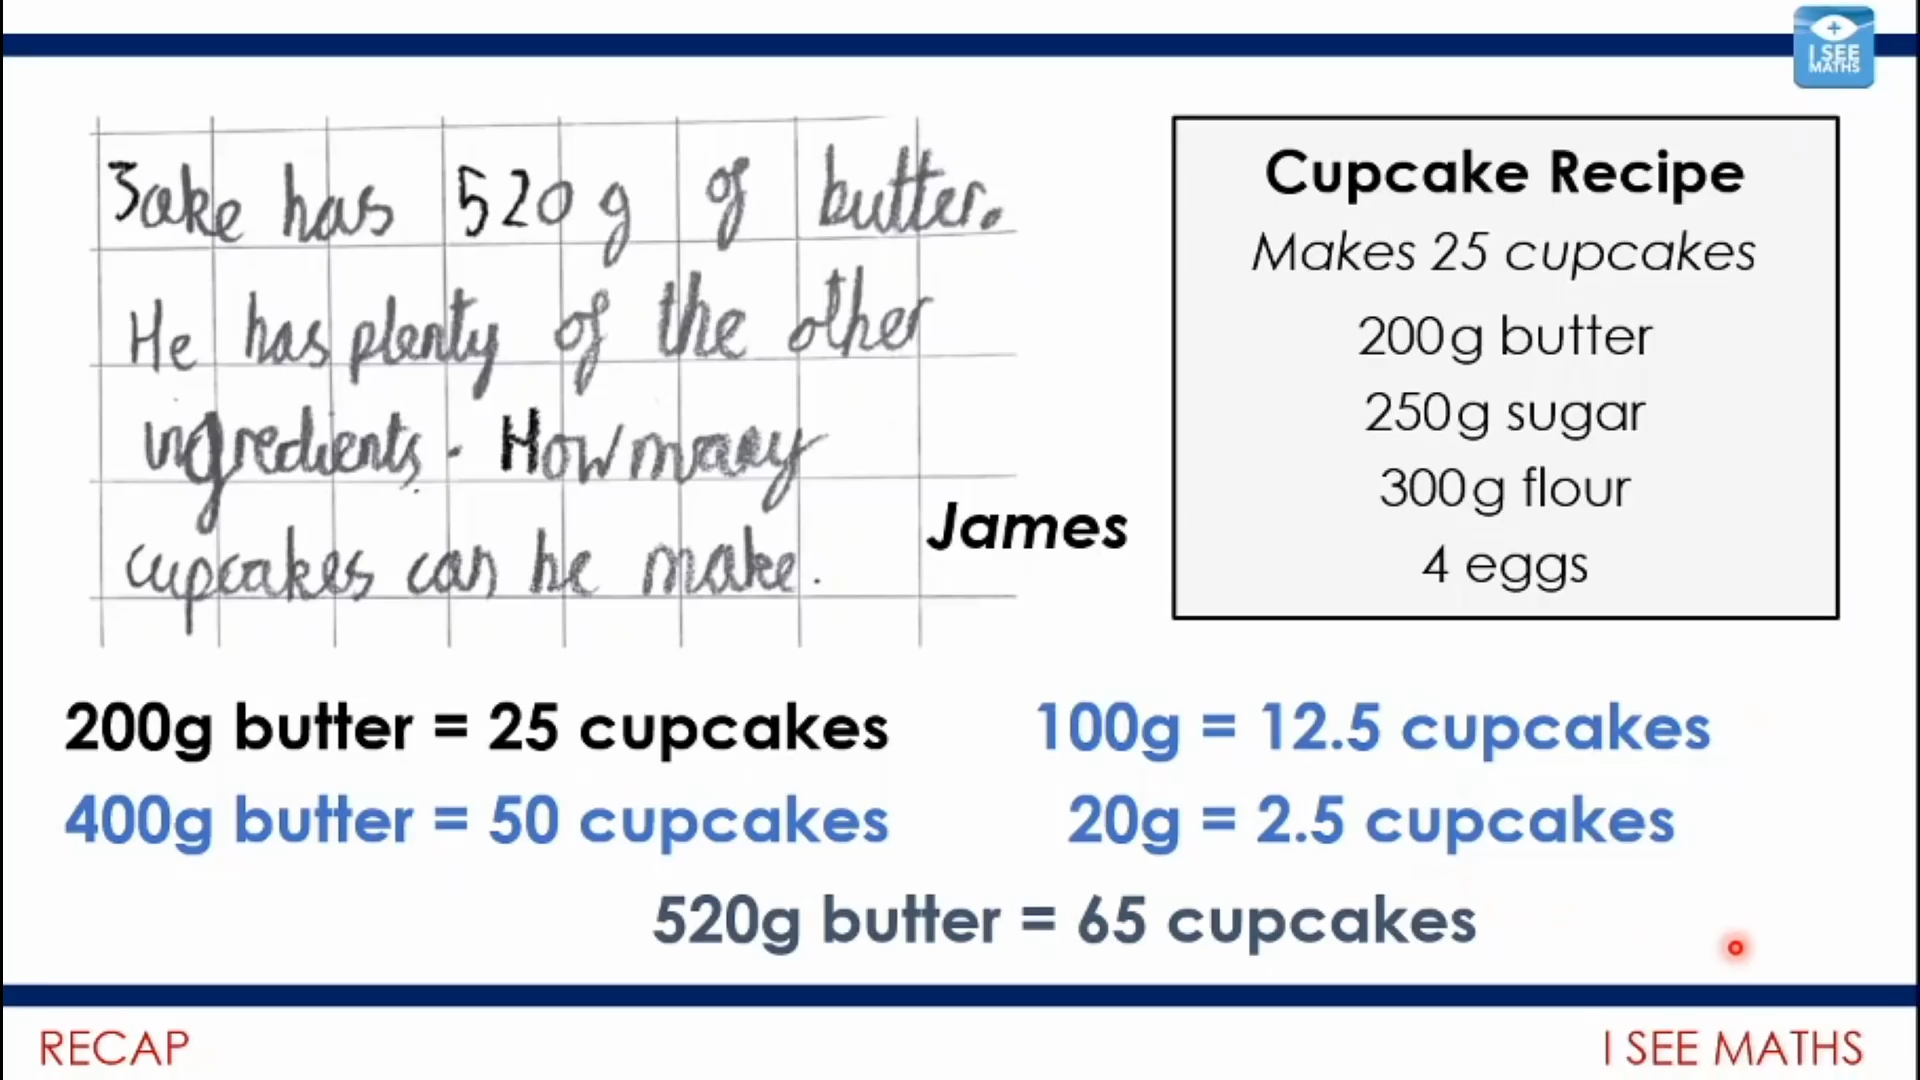 I SEE
MATHS
Jake has 520g of butter.
He has plenty of the other
ingredients. How many
cupcakes can he make.
James
Cupcake Recipe
Makes 25 cupcakes
200g butter
250g sugar
300g flour
4 eggs
200g butter = 25 cupcakes
100g = 12.5 cupcakes
400g butter = 50 cupcakes
20g = 2.5 cupcakes
520g butter = 65 cupcakes
RECAP
I SEE MATHS